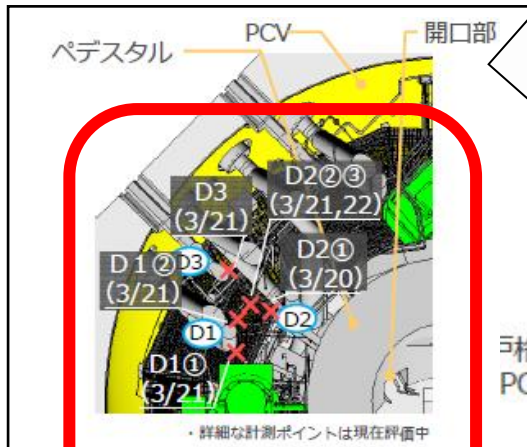 PCV
開口部
ペデスタル
D3
(3/21)
D2②③
(3/21,22)
D1②
(3/21)
D3
D2①
(3/20)
D1
D2
D1①
(3/21)
PC
・詳細な計測ポイントは現在評価中